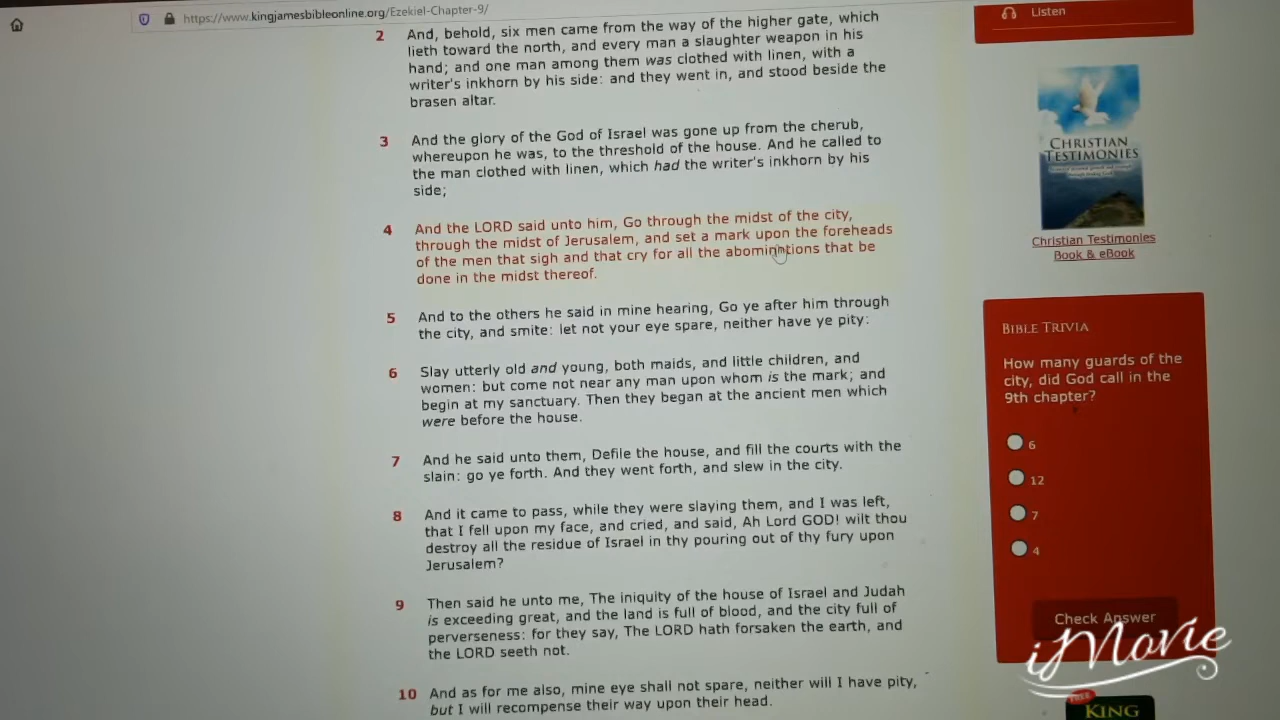 https://www.kingjamesbibleonline.org/Ezekiel-Chapter-9/
2 And, behold, six men came from the way of the higher gate, which
lieth toward the north, and every man a slaughter weapon in his
hand; and one man among them was clothed with linen, with a
writer's inkhorn by his side: and they went in, and stood beside the
brasen altar.
3 And the glory of the God of Israel was gone up from the cherub,
whereupon he was, to the threshold of the house. And he called to
the man clothed with linen, which had the writer's inkhorn by his
side;
4 And the LORD said unto him, Go through the midst of the city,
through the midst of Jerusalem, and set a mark upon the foreheads
of the men that sigh and that cry for all the abominations that be
done in the midst thereof.
5 And to the others he said in mine hearing, Go ye after him through
the city, and smite: let not your eye spare, neither have ye pity:
6 Slay utterly old and young, both maids, and little children, and
women: but come not near any man upon whom is the mark; and
begin at my sanctuary. Then they began at the ancient men which
were before the house.
7 And he said unto them, Defile the house, and fill the courts with the
slain: go ye forth. And they went forth, and slew in the city.
8 And it came to pass, while they were slaying them, and I was left,
that I fell upon my face, and cried, and said, Ah Lord GOD! wilt thou
destroy all the residue of Israel in thy pouring out of thy fury upon
Jerusalem?
9 Then said he unto me, The iniquity of the house of Israel and Judah
is exceeding great, and the land is full of blood, and the city full of
perverseness: for they say, The LORD hath forsaken the earth, and
the LORD seeth not.
10 And as for me also, mine eye shall not spare, neither will I have pity,
but I will recompense their way upon their head.
Listen
CHRISTIAN
TESTIMONIES
Christian Testimonies
Book & eBook
BIBLE TRIVIA
How many guards of the
city, did God call in the
9th chapter?
6
12
7
4
Check Answer
iMovie
FREE
KING